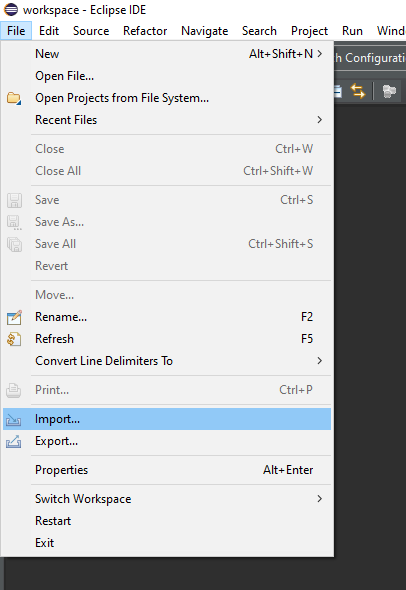 workspace - Eclipse IDE
File Edit Source Refactor Navigate Search Project Run
New Alt+Shift+N
Open File...
Open Projects from File System...
Recent Files
Close Ctrl+W
Close All Ctrl+Shift+W
Save Ctrl+S
Save As...
Save All Ctrl+Shift+S
Revert
Move...
Rename... F2
Refresh F5
Convert Line Delimiters To
Print... Ctrl+P
Import...
Export...
Properties Alt+Enter
Switch Workspace
Restart
Exit